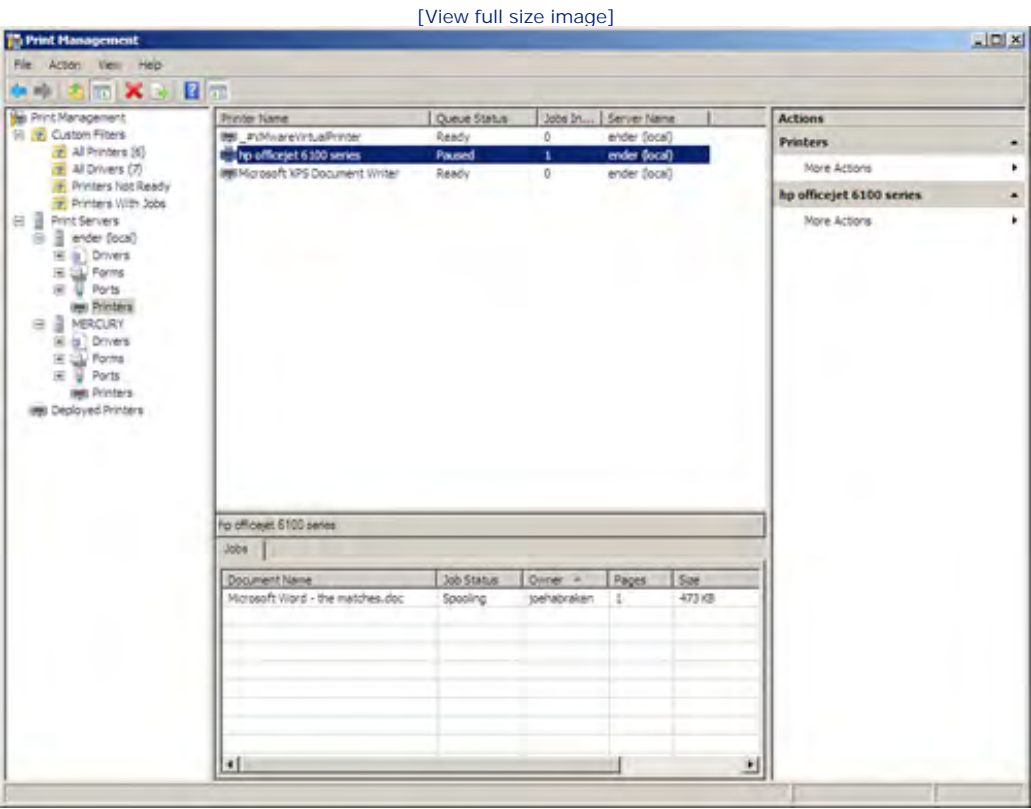 [View full size image]
Print Management
File Action View Help
Print Management
Custom Filters
All Printers (6)
All Drivers (7)
Printers Not Ready
Printers With Jobs
Print Servers
ender (local)
Drivers
Forms
Ports
Printers
MERCURY
Drivers
Forms
Ports
Printers
Deployed Printers
Printer Name Queue Status Jobs In... Server Name
_#VMwareVirtualPrinter Ready 0 ender (local)
hp officejet 6100 series Paused 1 ender (local)
Microsoft XPS Document Writer Ready 0 ender (local)
hp officejet 6100 series
Jobs
Document Name Job Status Owner Pages Size
Microsoft Word - the matches.doc Spooling joehabraken 1 473 KB
Actions
Printers
More Actions
hp officejet 6100 series
More Actions